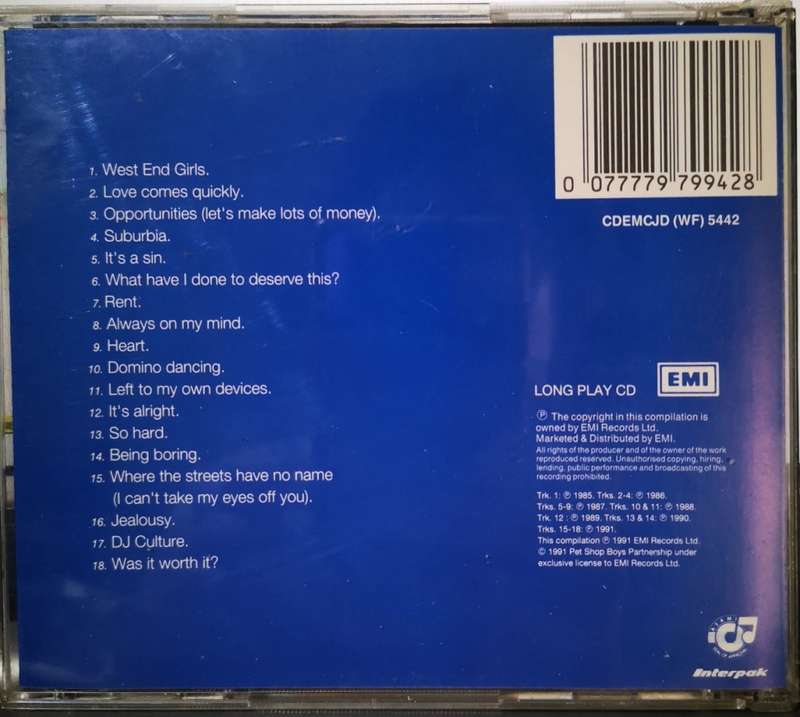 1. West End Girls.
2. Love comes quickly.
3. Opportunities (let's make lots of money).
4. Suburbia.
5. It's a sin.
6. What have I done to deserve this?
7. Rent.
8. Always on my mind.
9. Heart.
10. Domino dancing.
11. Left to my own devices.
12. It's alright.
13. So hard.
14. Being boring.
15. Where the streets have no name
(I can't take my eyes off you).
16. Jealousy.
17. DJ Culture.
18. Was it worth it?
0 077779 799428
CDEMCJD (WF) 5442
LONG PLAY CD EMI
℗ The copyright in this compilation is
owned by EMI Records Ltd.
Marketed & Distributed by EMI.
All rights of the producer and of the owner of the work
reproduced reserved. Unauthorised copying, hiring,
lending, public performance and broadcasting of this
recording prohibited.
Trk. 1: ℗ 1985. Trks. 2-4: ℗ 1986.
Trks. 5-9: ℗ 1987. Trks. 10 & 11: ℗ 1988.
Trk. 12 : ℗ 1989. Trks. 13 & 14: ℗ 1990.
Trks. 15-18: ℗ 1991.
This compilation ℗ 1991 EMI Records Ltd.
© 1991 Pet Shop Boys Partnership under
exclusive license to EMI Records Ltd.
Interpak